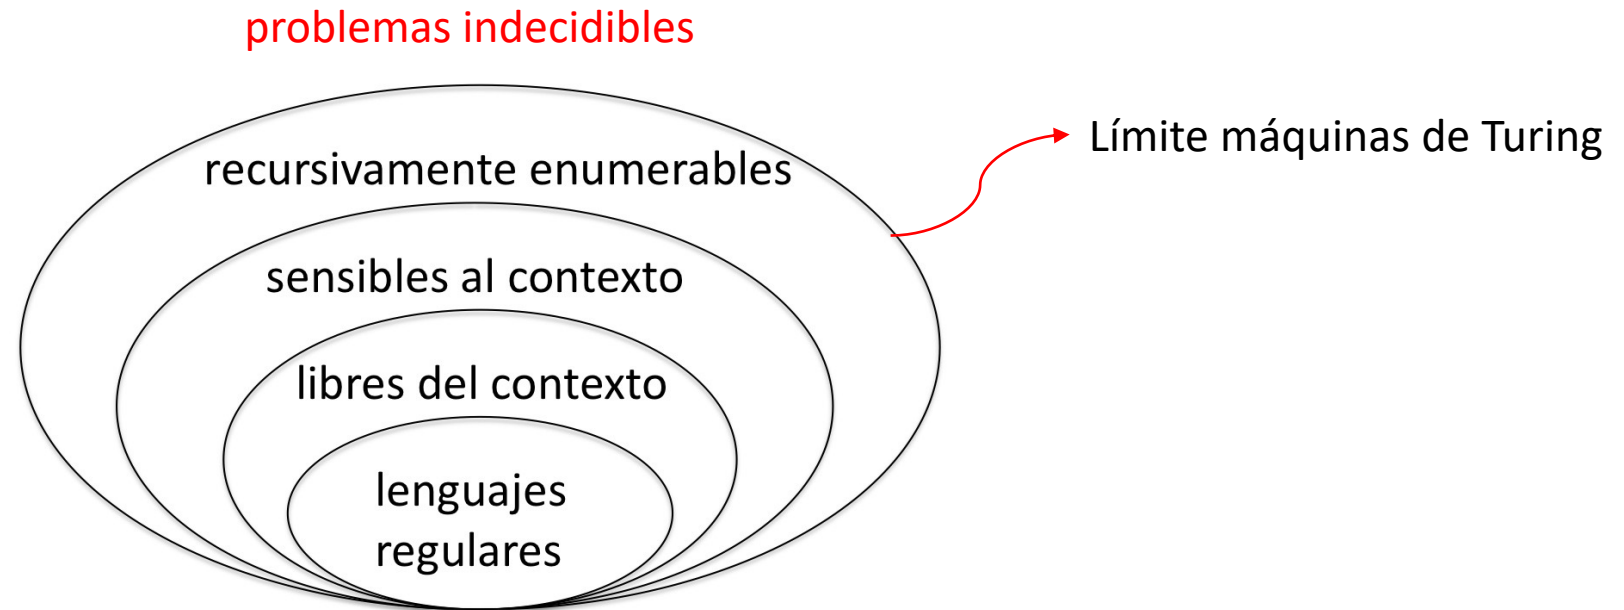 problemas indecidibles
Límite máquinas de Turing
recursivamente enumerables
sensibles al contexto
libres del contexto
lenguajes
regulares